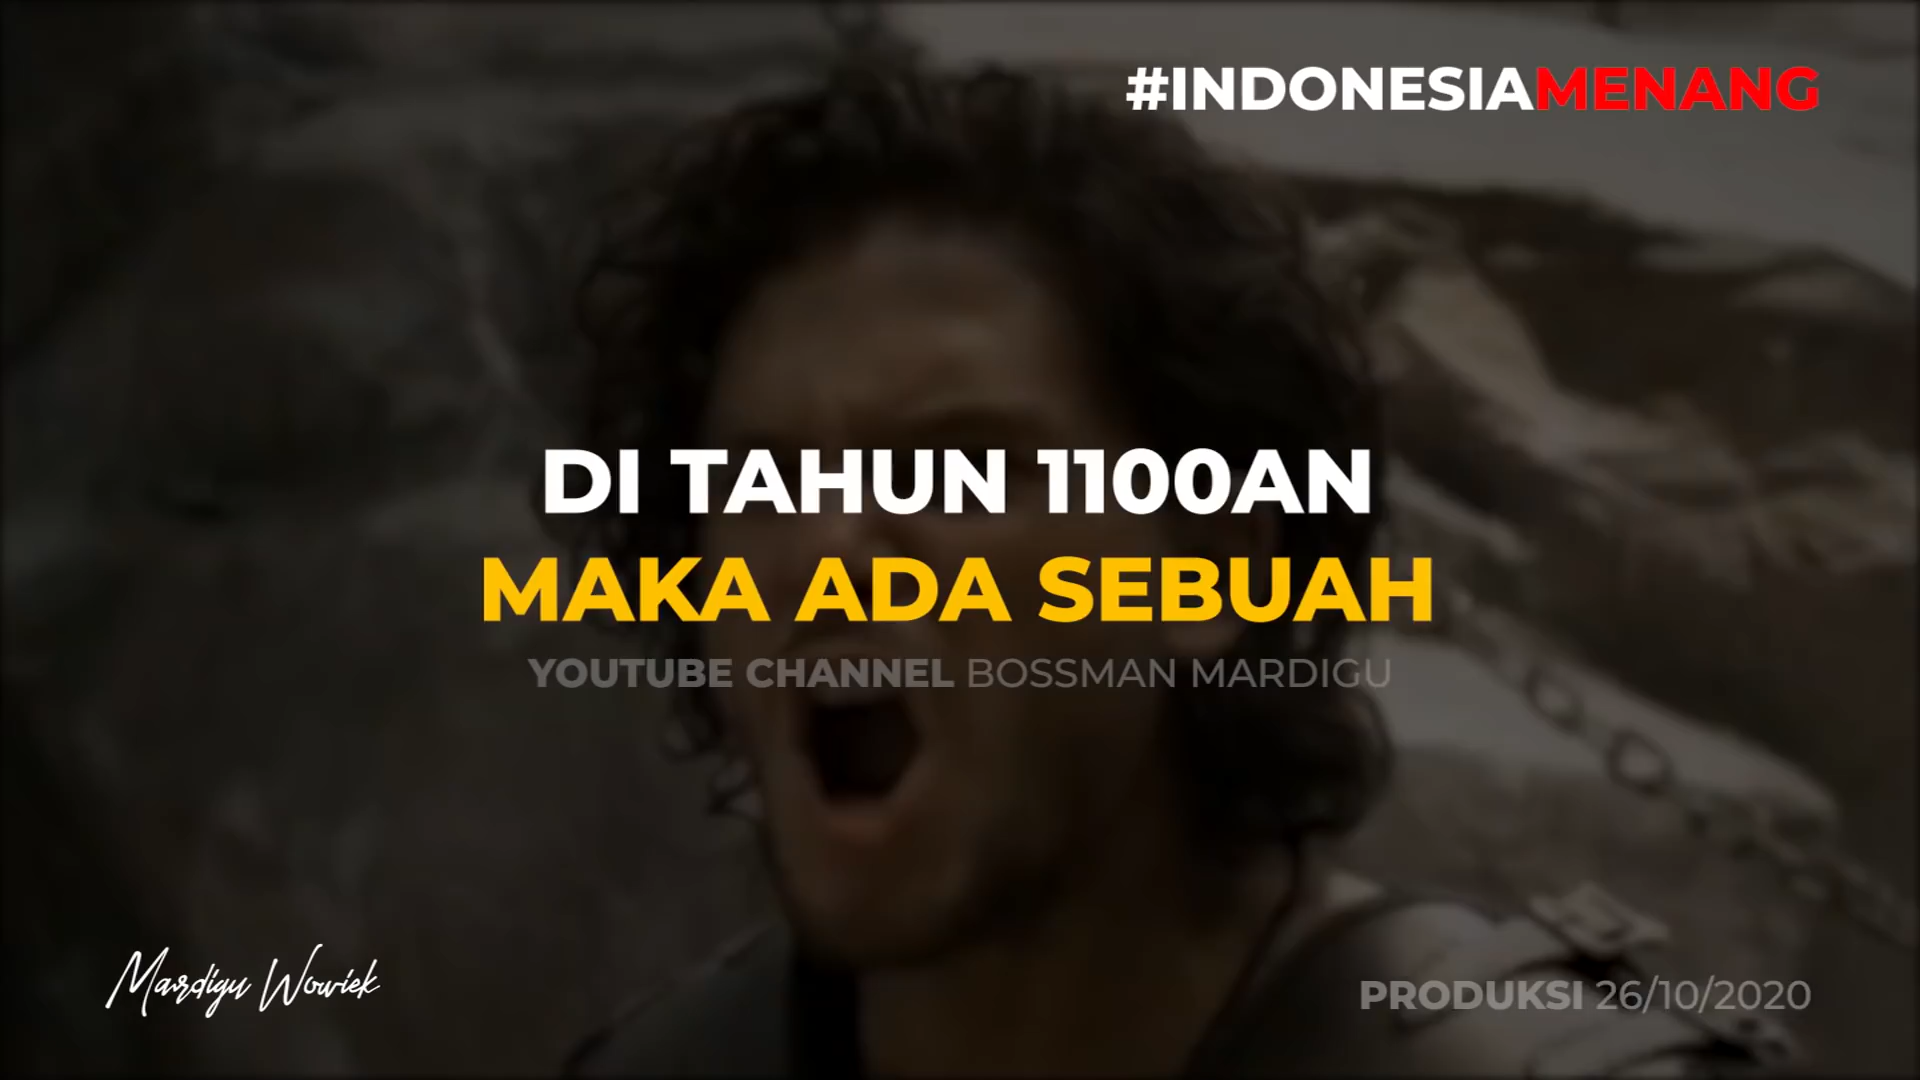 #INDONESIAMENANG
DI TAHUN 1100AN
MAKA ADA SEBUAH
YOUTUBE CHANNEL BOSSMAN MARDIGU
Mardigu Wowiek
PRODUKSI 26/10/2020